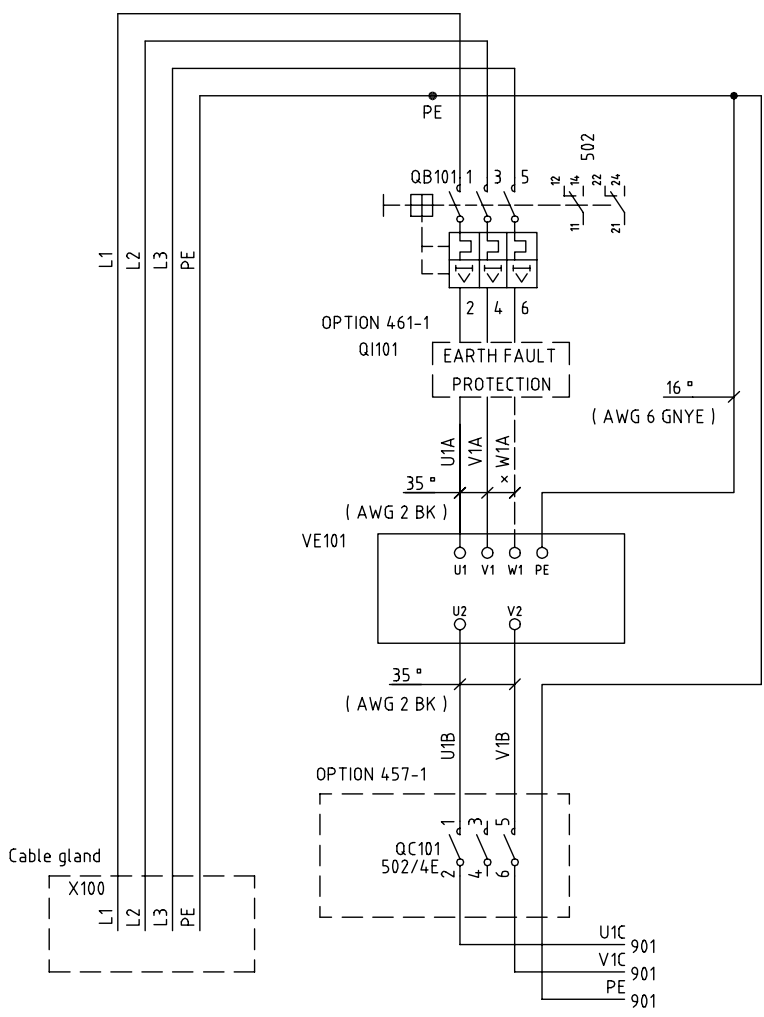 PE
502
QB101 1 3 5
12 14 22 24
11 21
L1 L2 L3 PE
2 4 6
OPTION 461-1
QI101
EARTH FAULT
PROTECTION
16 ¤
( AWG 6 GNYE )
U1A V1A × W1A
35 ¤
( AWG 2 BK )
VE101
U1 V1 W1 PE
U2 V2
35 ¤
( AWG 2 BK )
U1B V1B
OPTION 457-1
1 3 5
QC101
502/4E
2 4 6
Cable gland
X100
L1 L2 L3 PE
U1C 901
V1C 901
PE 901